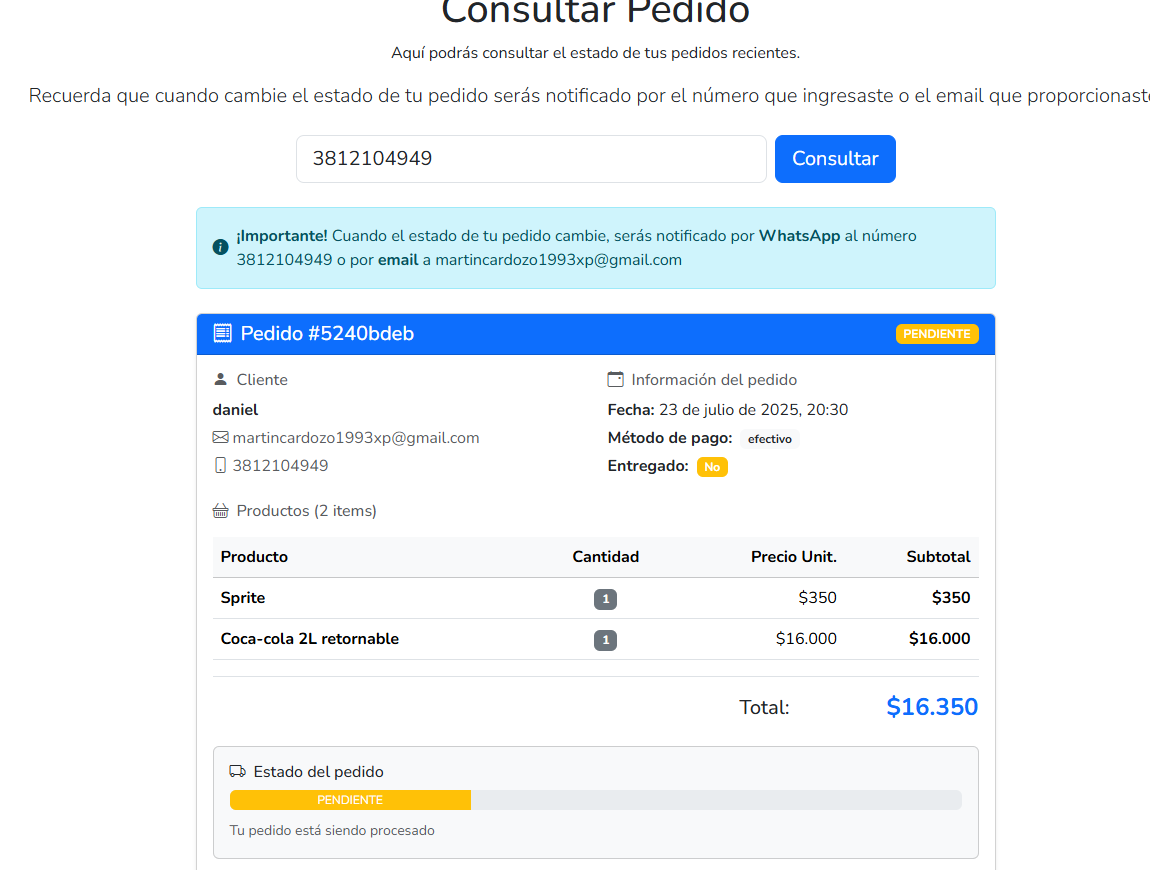 Consultar Pedido
Aquí podrás consultar el estado de tus pedidos recientes.
Recuerda que cuando cambie el estado de tu pedido serás notificado por el número que ingresaste o el email que proporcionaste
3812104949 Consultar
¡Importante! Cuando el estado de tu pedido cambie, serás notificado por WhatsApp al número
3812104949 o por email a martincardozo1993xp@gmail.com
Pedido #5240bdeb PENDIENTE
Cliente
daniel
martincardozo1993xp@gmail.com
3812104949
Información del pedido
Fecha: 23 de julio de 2025, 20:30
Método de pago: efectivo
Entregado: No
Productos (2 items)
Producto Cantidad Precio Unit. Subtotal
Sprite 1 $350 $350
Coca-cola 2L retornable 1 $16.000 $16.000
Total: $16.350
Estado del pedido
PENDIENTE
Tu pedido está siendo procesado